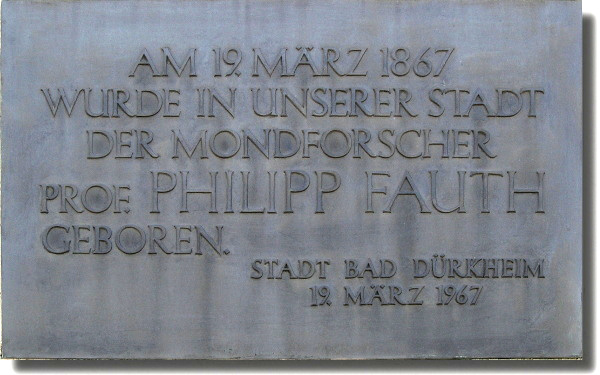 AM 19. MÄRZ 1867
WURDE IN UNSERER STADT
DER MONDFORSCHER
PROF. PHILIPP FAUTH
GEBOREN.
STADT BAD DÜRKHEIM
19. MÄRZ 1967